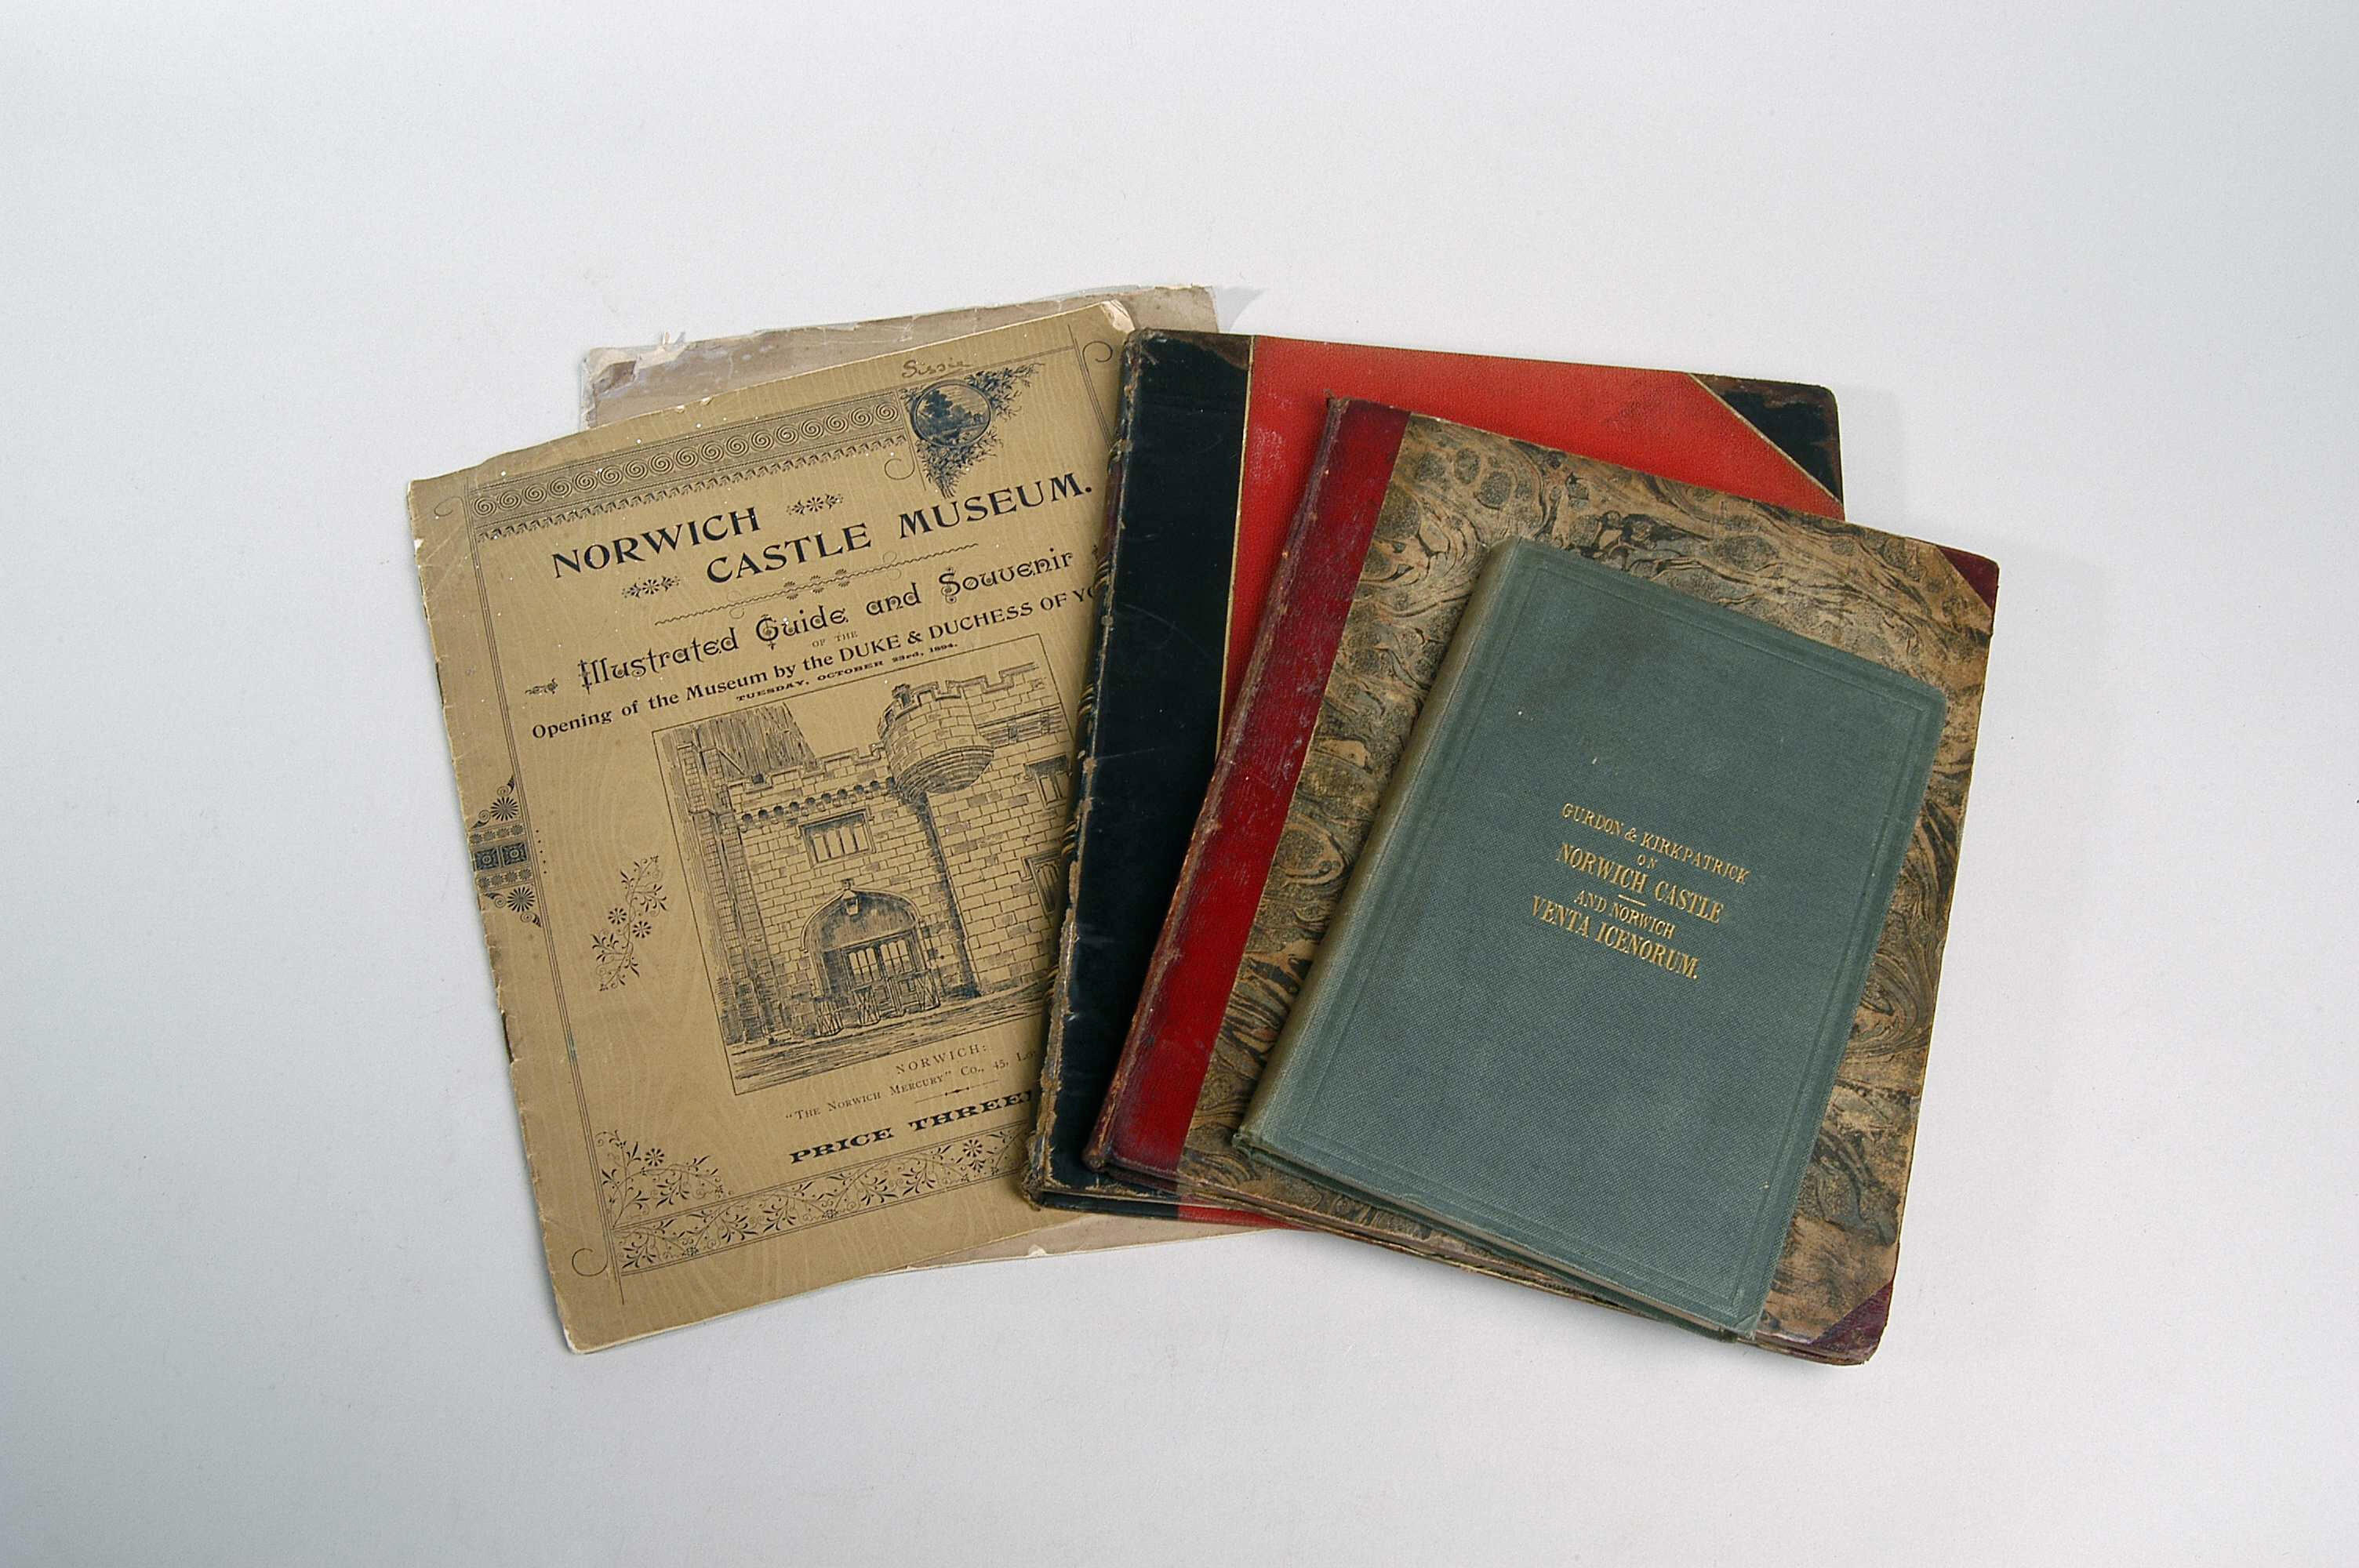 Sissie
NORWICH
CASTLE MUSEUM.
Illustrated Guide and Souvenir
OF THE
Opening of the Museum by the DUKE & DUCHESS OF YO
TUESDAY, OCTOBER 23rd, 1894.
NORWICH:
"THE NORWICH MERCURY" CO., 45, Lo
PRICE THREE
GURDON & KIRKPATRICK
ON
NORWICH CASTLE
AND NORWICH
VENTA ICENORUM.